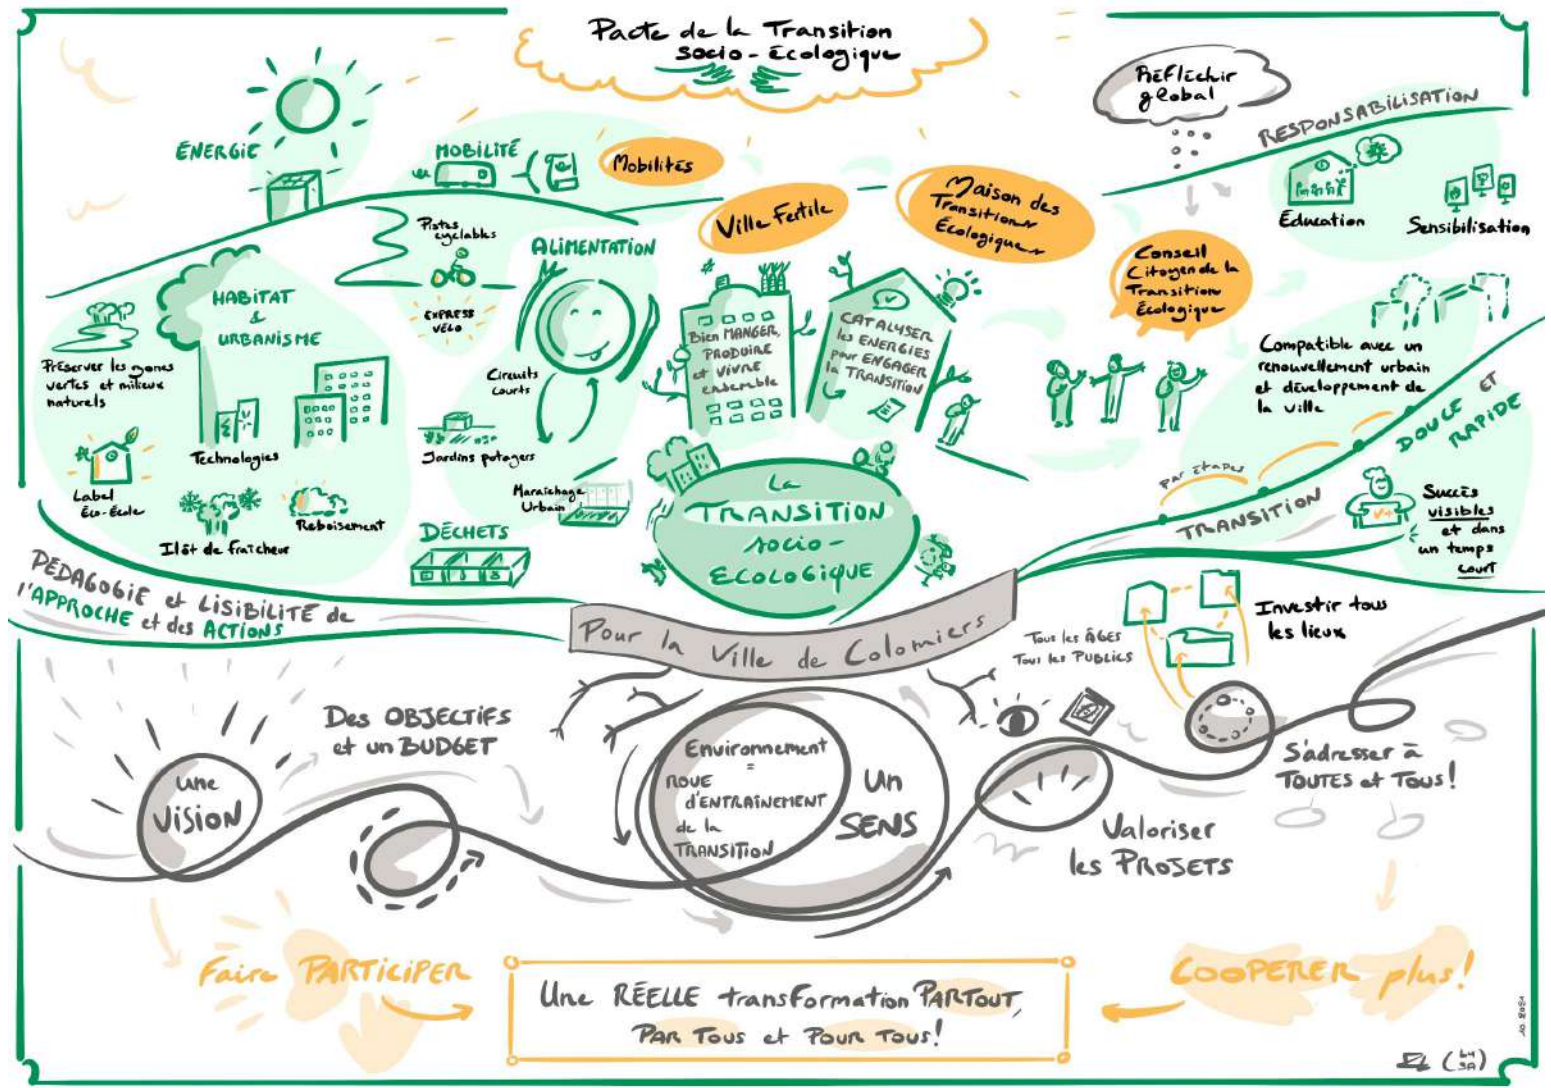 Pacte de la Transition
socio-écologique
Réfléchir
global
RESPONSABILISATION
ÉNERGIE
MOBILITÉ
Mobilités
Ville Fertile
Maison des
Transitions
Écologiques
Conseil
Citoyen de la
Transition
Écologique
Éducation
Sensibilisation
Pistes
cyclables
EXPRESS
VÉLO
ALIMENTATION
HABITAT
&
URBANISME
Préserver les zones
vertes et milieux
naturels
Technologies
Label
Éco-École
Ilôt de fraîcheur
Reboisement
Circuits
courts
Jardins potagers
Maraîchage
Urbain
DÉCHETS
Bien MANGER,
PRODUIRE
et VIVRE
ensemble
CATALYSER
les ENERGIES
pour ENGAGER
la TRANSITION
Compatible avec un
renouvellement urbain
et développement de
la ville
par étapes
TRANSITION
DOUCE ET
RAPIDE
Succès
visibles
et dans
un temps
court
La
TRANSITION
socio-
ECOLOGIQUE
Pour la Ville de Colomiers
PÉDAGOGIE et LISIBILITÉ de
l'APPROCHE et des ACTIONS
Tous les ÂGES
Tous les PUBLICS
Investir tous
les lieux
une
VISION
Des OBJECTIFS
et un BUDGET
Environnement
=
ROUE
d'ENTRAÎNEMENT
de la
TRANSITION
Un
SENS
Valoriser
les PROJETS
S'adresser à
TOUTES et TOUS!
Faire PARTICIPER
Une RÉELLE transformation PARTOUT,
PAR TOUS et POUR TOUS!
COOPERER plus!
10.2021